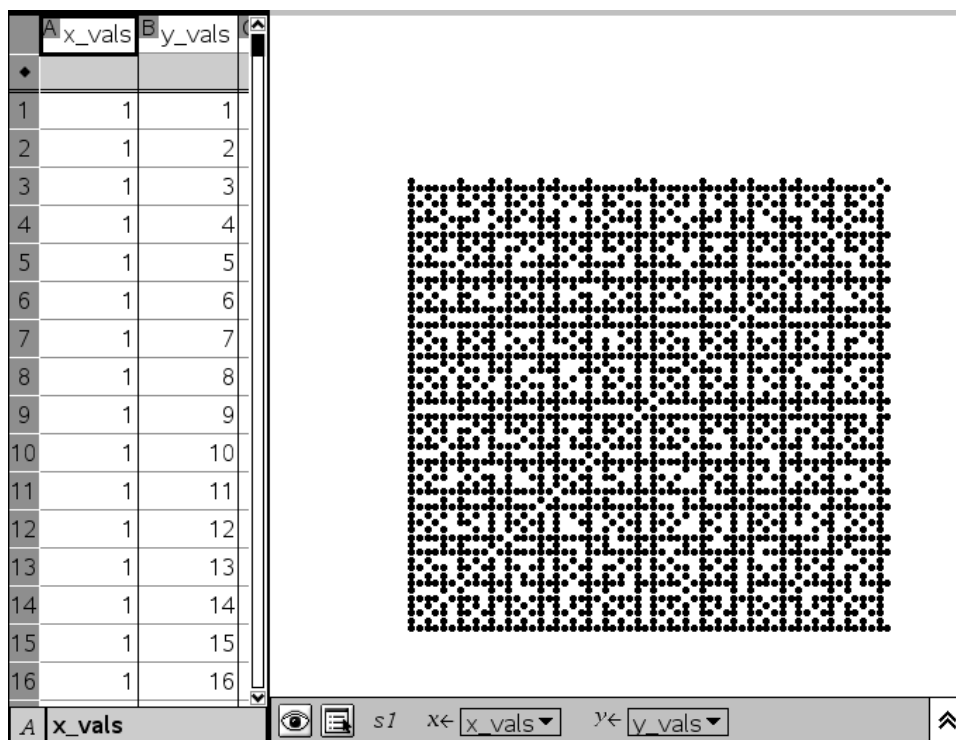 A x_vals B y_vals
1 1 1
2 1 2
3 1 3
4 1 4
5 1 5
6 1 6
7 1 7
8 1 8
9 1 9
10 1 10
11 1 11
12 1 12
13 1 13
14 1 14
15 1 15
16 1 16
A x_vals
s1 x← x_vals y← y_vals